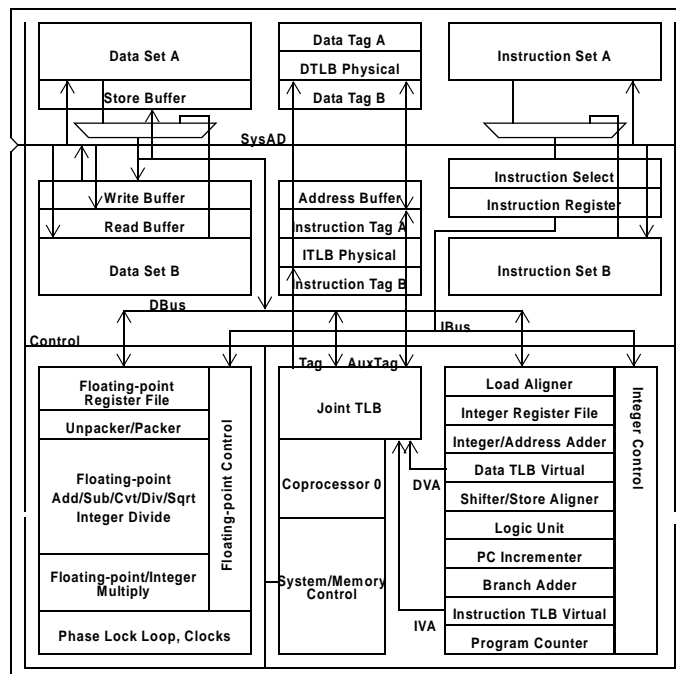 Data Set A
Store Buffer
Data Tag A
DTLB Physical
Data Tag B
Instruction Set A
SysAD
Write Buffer
Read Buffer
Data Set B
Address Buffer
Instruction Tag A
ITLB Physical
Instruction Tag B
Instruction Select
Instruction Register
Instruction Set B
DBus
IBus
Control
Tag
AuxTag
Floating-point
Register File
Unpacker/Packer
Floating-point
Add/Sub/Cvt/Div/Sqrt
Integer Divide
Floating-point/Integer
Multiply
Floating-point Control
Phase Lock Loop, Clocks
Joint TLB
Coprocessor 0
System/Memory
Control
DVA
IVA
Load Aligner
Integer Register File
Integer/Address Adder
Data TLB Virtual
Shifter/Store Aligner
Logic Unit
PC Incrementer
Branch Adder
Instruction TLB Virtual
Program Counter
Integer Control